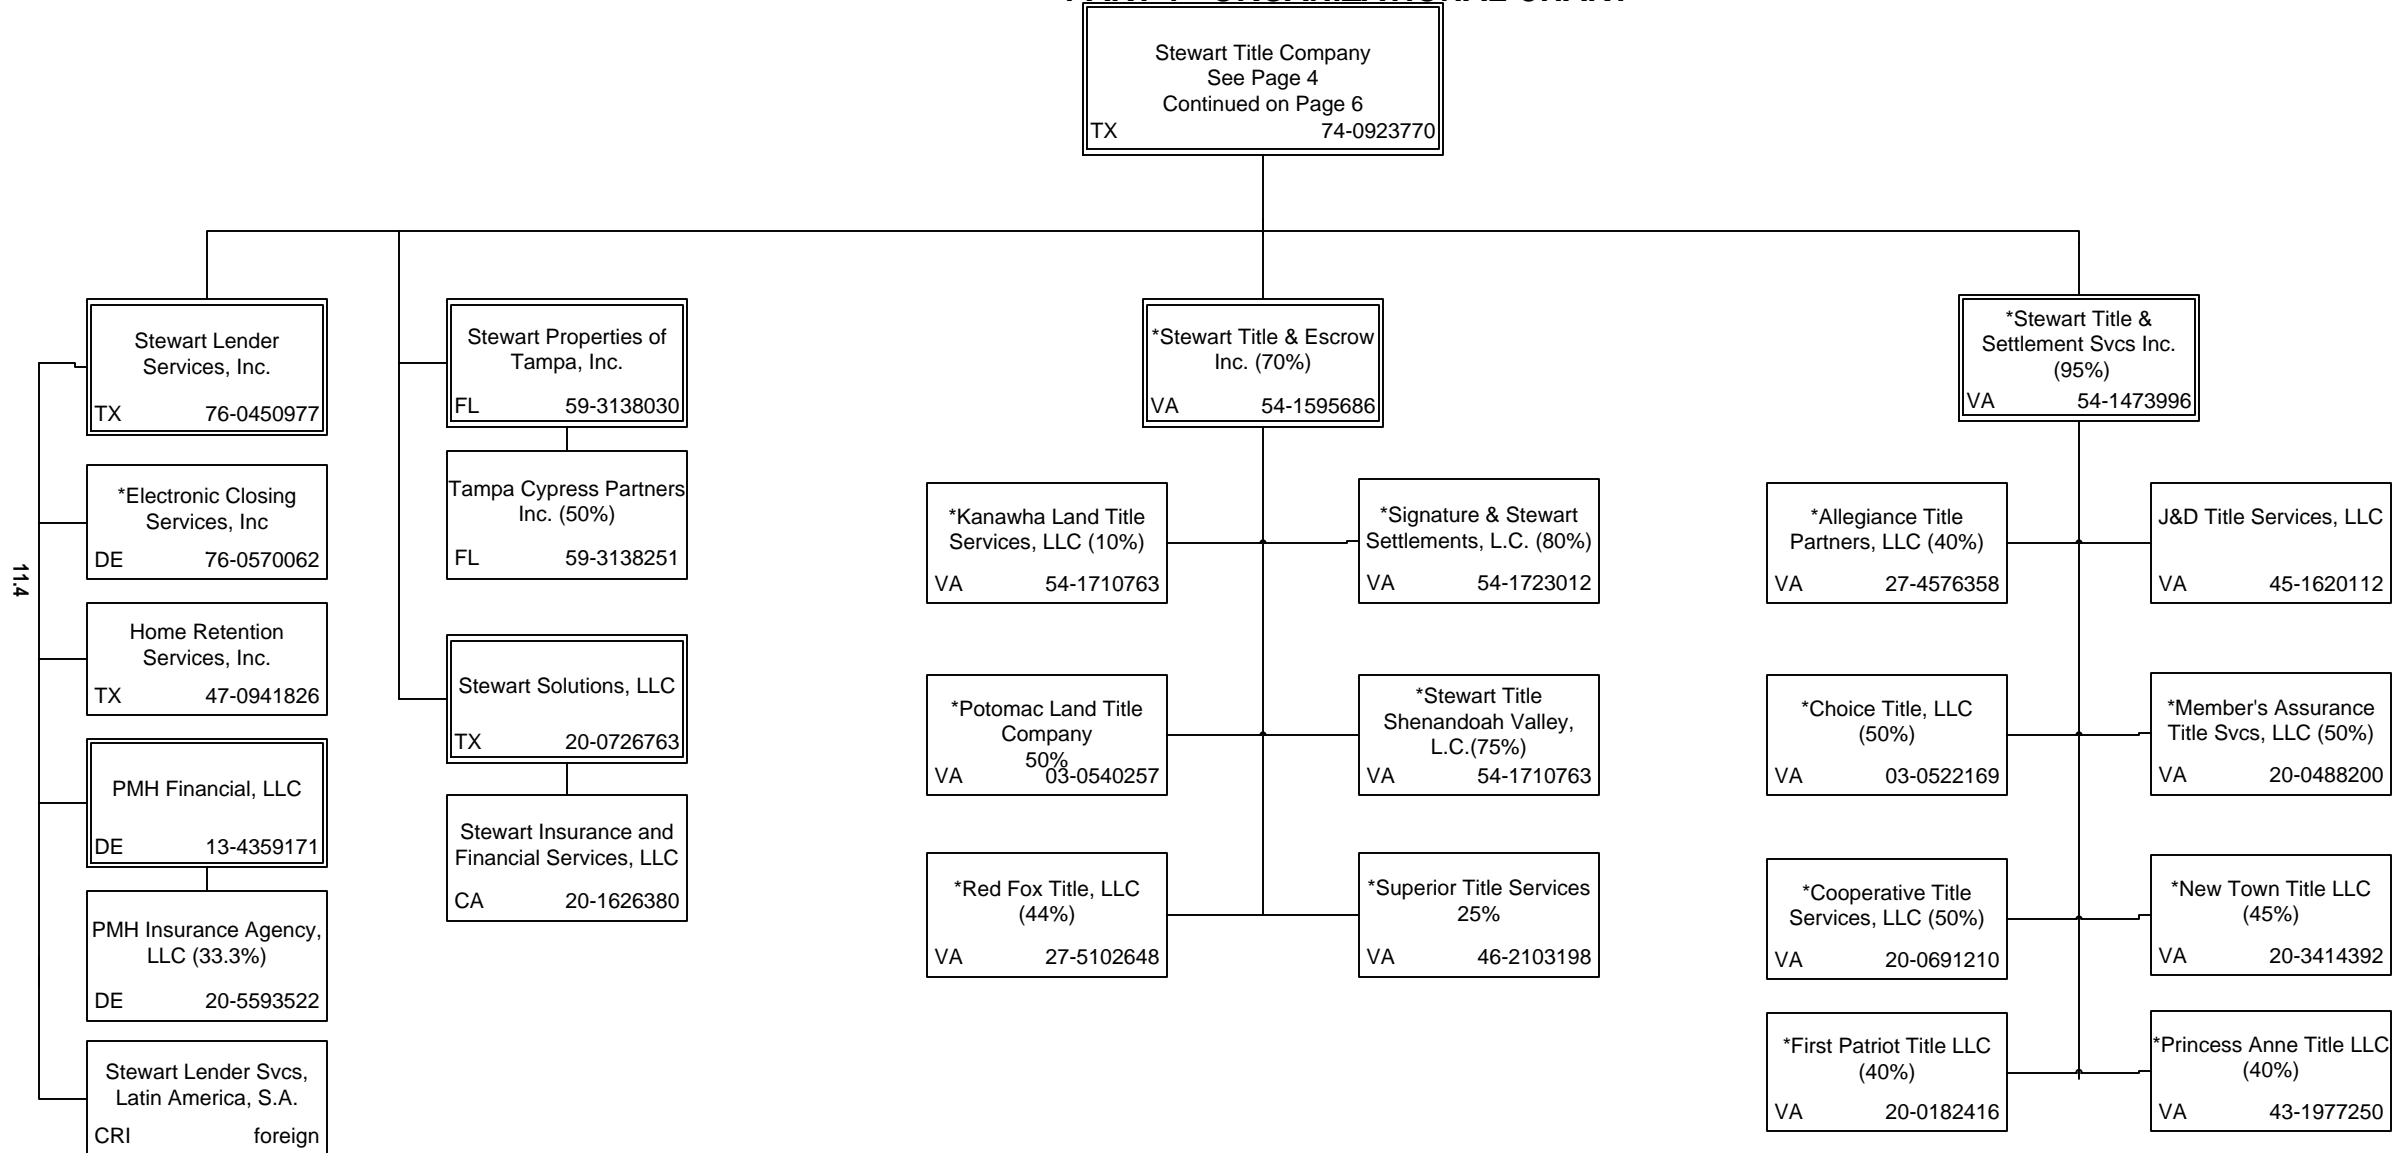 Stewart Title Company
See Page 4
Continued on Page 6
TX 74-0923770
Stewart Lender
Services, Inc.
TX 76-0450977
*Electronic Closing
Services, Inc
DE 76-0570062
Home Retention
Services, Inc.
TX 47-0941826
PMH Financial, LLC
DE 13-4359171
PMH Insurance Agency,
LLC (33.3%)
DE 20-5593522
Stewart Lender Svcs,
Latin America, S.A.
CRI foreign
11.4
Stewart Properties of
Tampa, Inc.
FL 59-3138030
Tampa Cypress Partners
Inc. (50%)
FL 59-3138251
Stewart Solutions, LLC
TX 20-0726763
Stewart Insurance and
Financial Services, LLC
CA 20-1626380
*Stewart Title & Escrow
Inc. (70%)
VA 54-1595686
*Kanawha Land Title
Services, LLC (10%)
VA 54-1710763
*Signature & Stewart
Settlements, L.C. (80%)
VA 54-1723012
*Potomac Land Title
Company
50%
VA 03-0540257
*Stewart Title
Shenandoah Valley,
L.C.(75%)
VA 54-1710763
*Red Fox Title, LLC
(44%)
VA 27-5102648
*Superior Title Services
25%
VA 46-2103198
*Stewart Title &
Settlement Svcs Inc.
(95%)
VA 54-1473996
*Allegiance Title
Partners, LLC (40%)
VA 27-4576358
J&D Title Services, LLC
VA 45-1620112
*Choice Title, LLC
(50%)
VA 03-0522169
*Member's Assurance
Title Svcs, LLC (50%)
VA 20-0488200
*Cooperative Title
Services, LLC (50%)
VA 20-0691210
*New Town Title LLC
(45%)
VA 20-3414392
*First Patriot Title LLC
(40%)
VA 20-0182416
*Princess Anne Title LLC
(40%)
VA 43-1977250